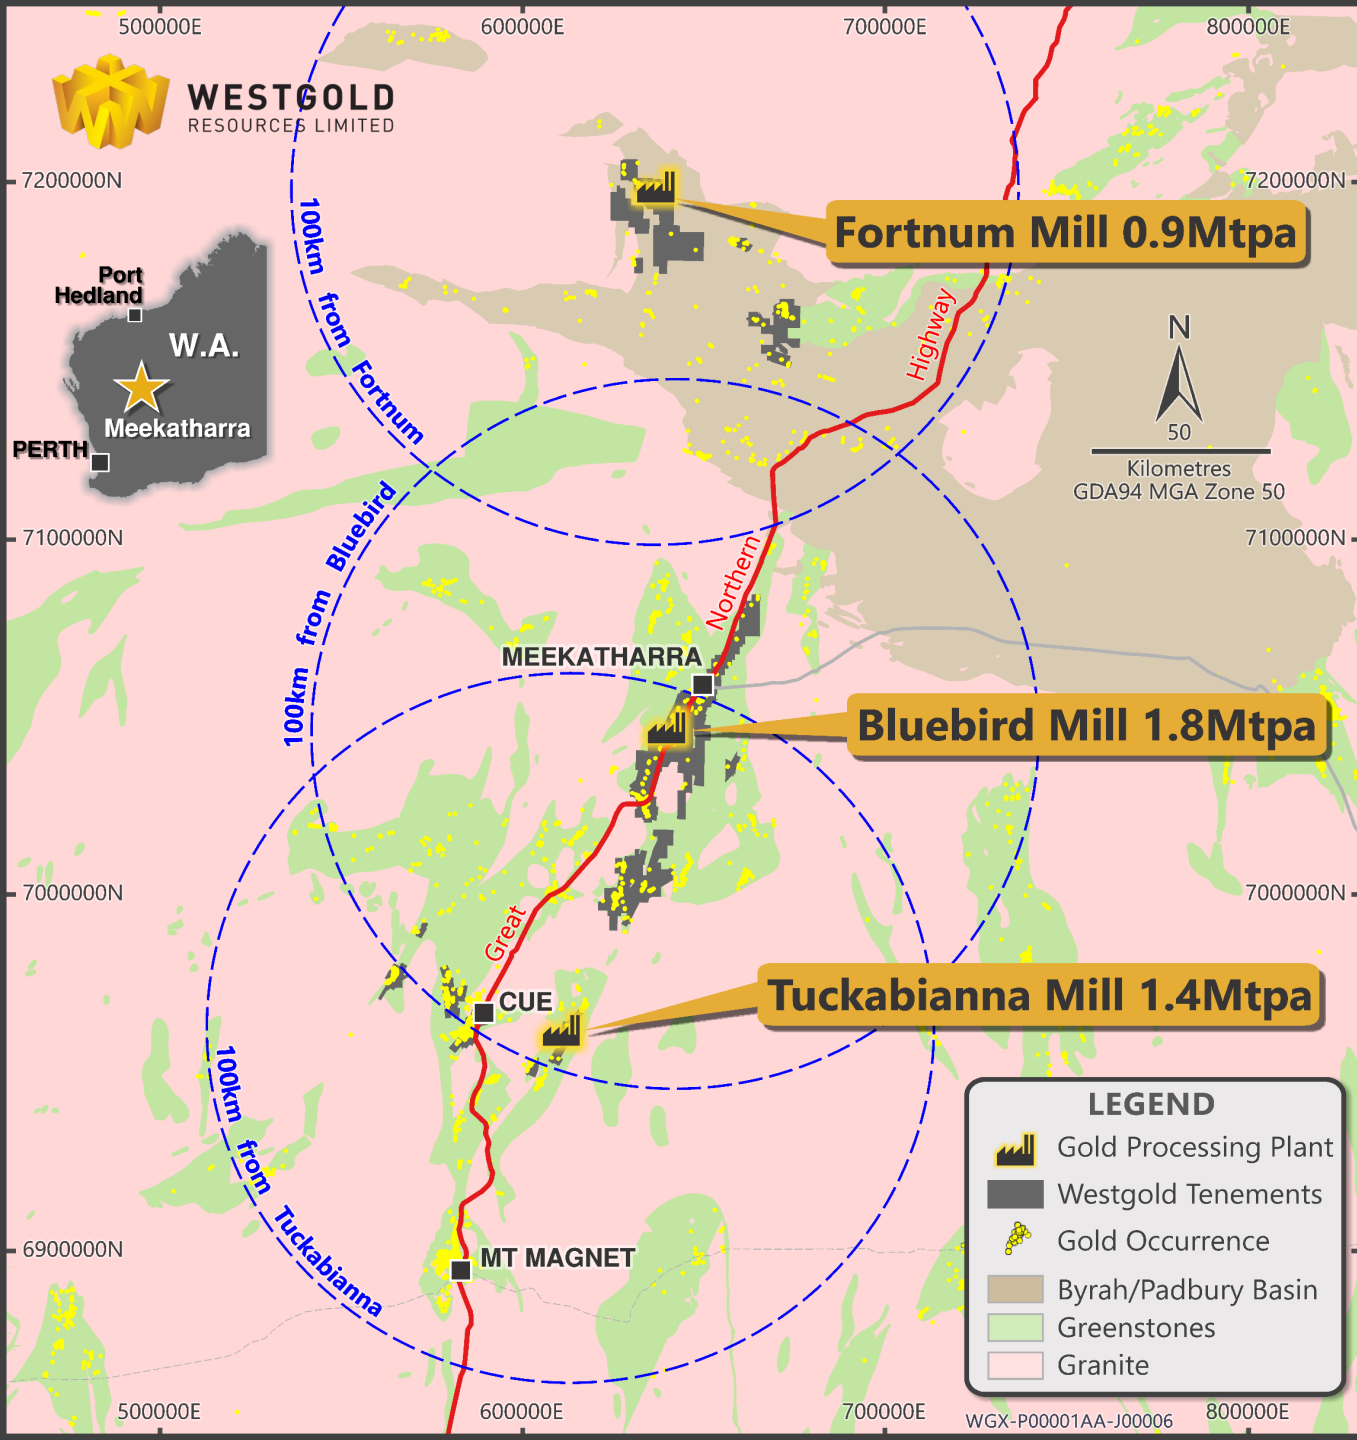 500000E
600000E
700000E
800000E
WESTGOLD
RESOURCES LIMITED
7200000N
7200000N
Fortnum Mill 0.9Mtpa
100km from Fortnum
Port
Hedland
W.A.
Meekatharra
PERTH
Highway
N
50
Kilometres
GDA94 MGA Zone 50
100km from Bluebird
7100000N
7100000N
Northern
MEEKATHARRA
Bluebird Mill 1.8Mtpa
7000000N
7000000N
Great
CUE
Tuckabianna Mill 1.4Mtpa
100km from Tuckabianna
6900000N
MT MAGNET
LEGEND
Gold Processing Plant
Westgold Tenements
Gold Occurrence
Byrah/Padbury Basin
Greenstones
Granite
500000E
600000E
700000E
800000E
WGX-P00001AA-J00006